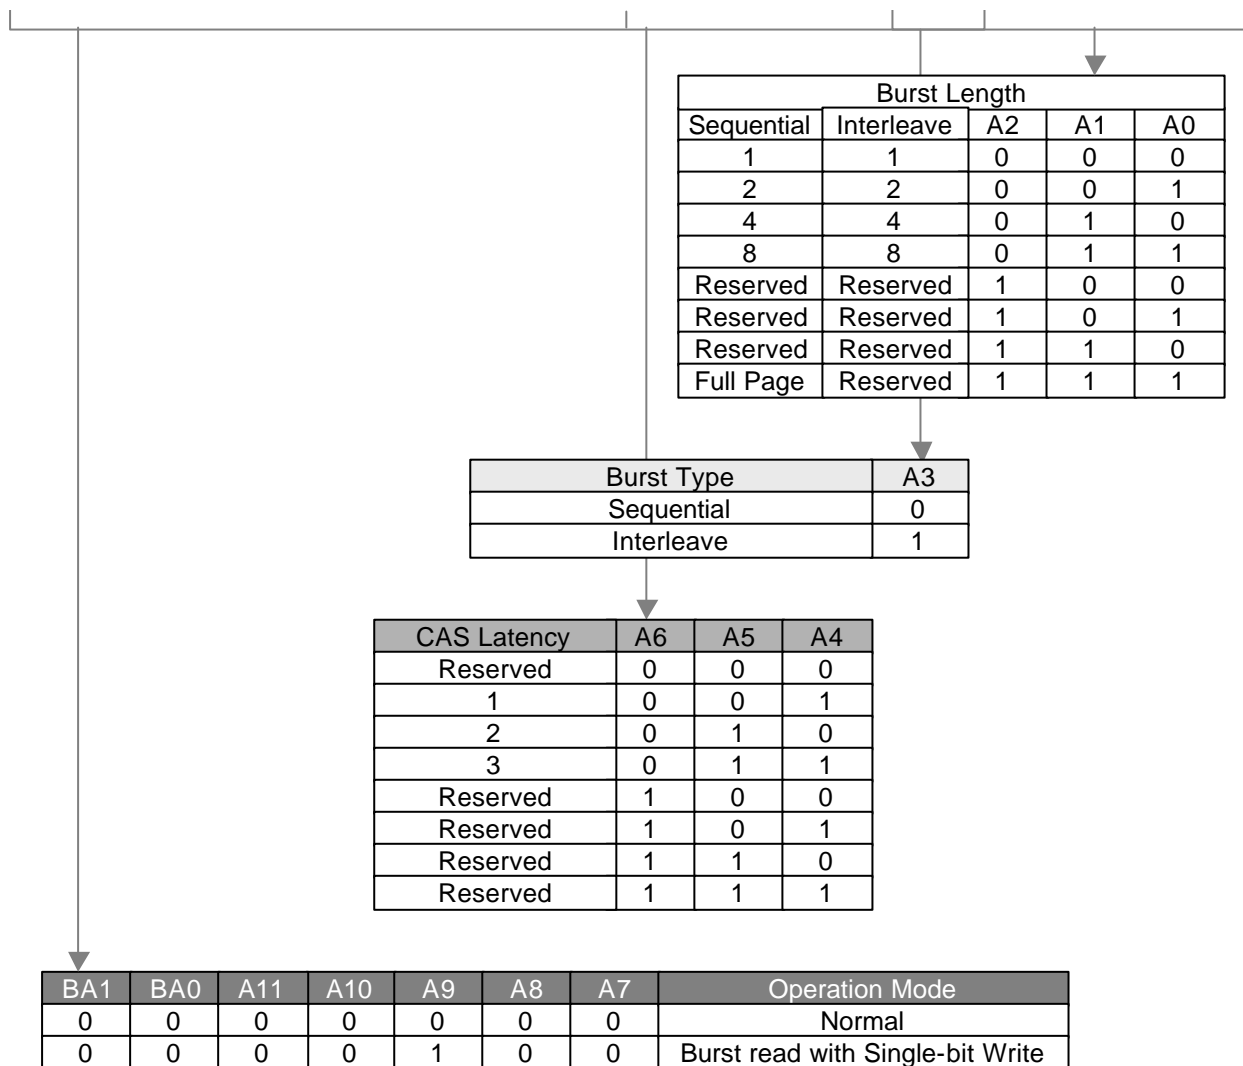 Burst Length
Sequential Interleave A2 A1 A0
1 1 0 0 0
2 2 0 0 1
4 4 0 1 0
8 8 0 1 1
Reserved Reserved 1 0 0
Reserved Reserved 1 0 1
Reserved Reserved 1 1 0
Full Page Reserved 1 1 1
Burst Type A3
Sequential 0
Interleave 1
CAS Latency A6 A5 A4
Reserved 0 0 0
1 0 0 1
2 0 1 0
3 0 1 1
Reserved 1 0 0
Reserved 1 0 1
Reserved 1 1 0
Reserved 1 1 1
BA1 BA0 A11 A10 A9 A8 A7 Operation Mode
0 0 0 0 0 0 0 Normal
0 0 0 0 1 0 0 Burst read with Single-bit Write